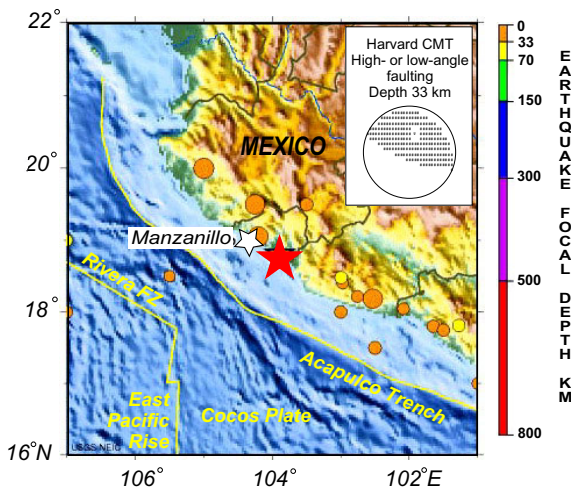 22°
20°
18°
16°N
106°
104°
102°E
Harvard CMT
High- or low-angle
faulting
Depth 33 km
MEXICO
Manzanillo
Rivera FZ
Acapulco Trench
East
Pacific
Rise
Cocos Plate
USGS NEIC
0
33
70
150
300
500
800
EARTHQUAKE FOCAL DEPTH KM